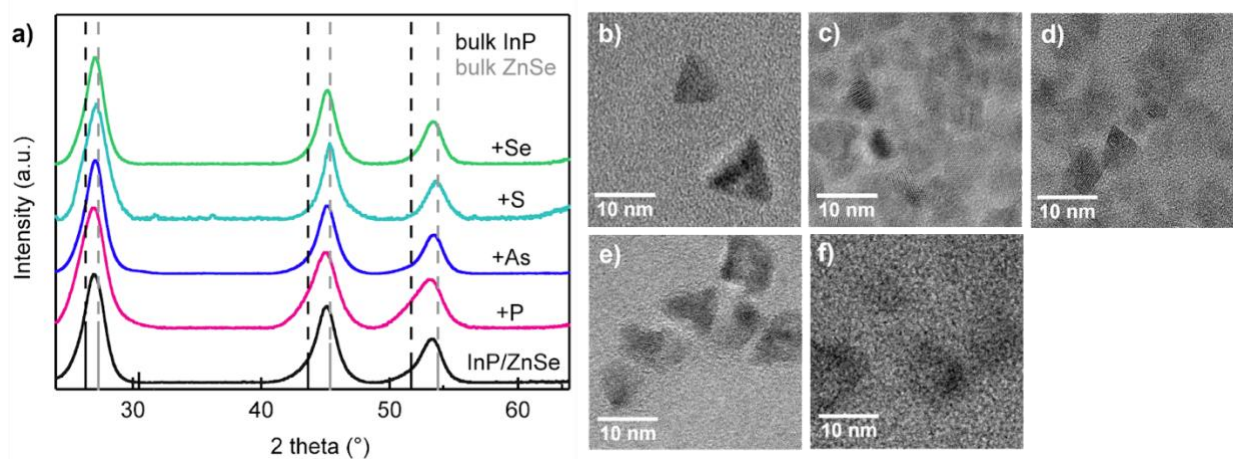 a)
bulk InP
bulk ZnSe
+Se
+S
+As
+P
InP/ZnSe
Intensity (a.u.)
30 40 50 60
2 theta (°)
b)
10 nm
c)
10 nm
d)
10 nm
e)
10 nm
f)
10 nm